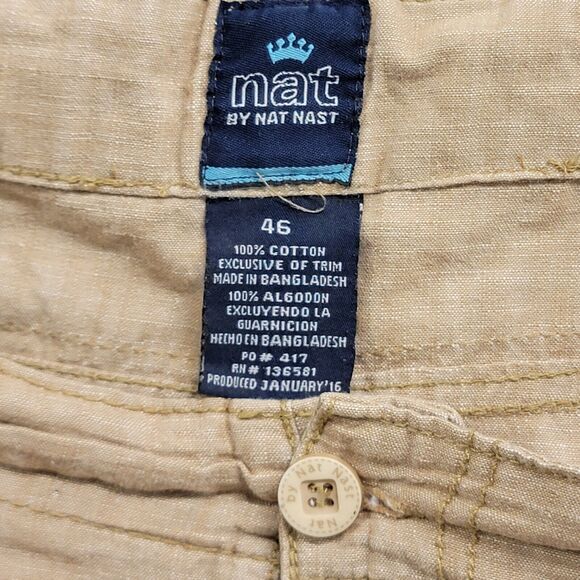 nat
BY NAT NAST
46
100% COTTON
EXCLUSIVE OF TRIM
MADE IN BANGLADESH
100% ALGODON
EXCLUYENDO LA
GUARNICION
HECHO EN BANGLADESH
PO# 417
RN# 136581
PRODUCED JANUARY'16
by Nat Nast
Nat